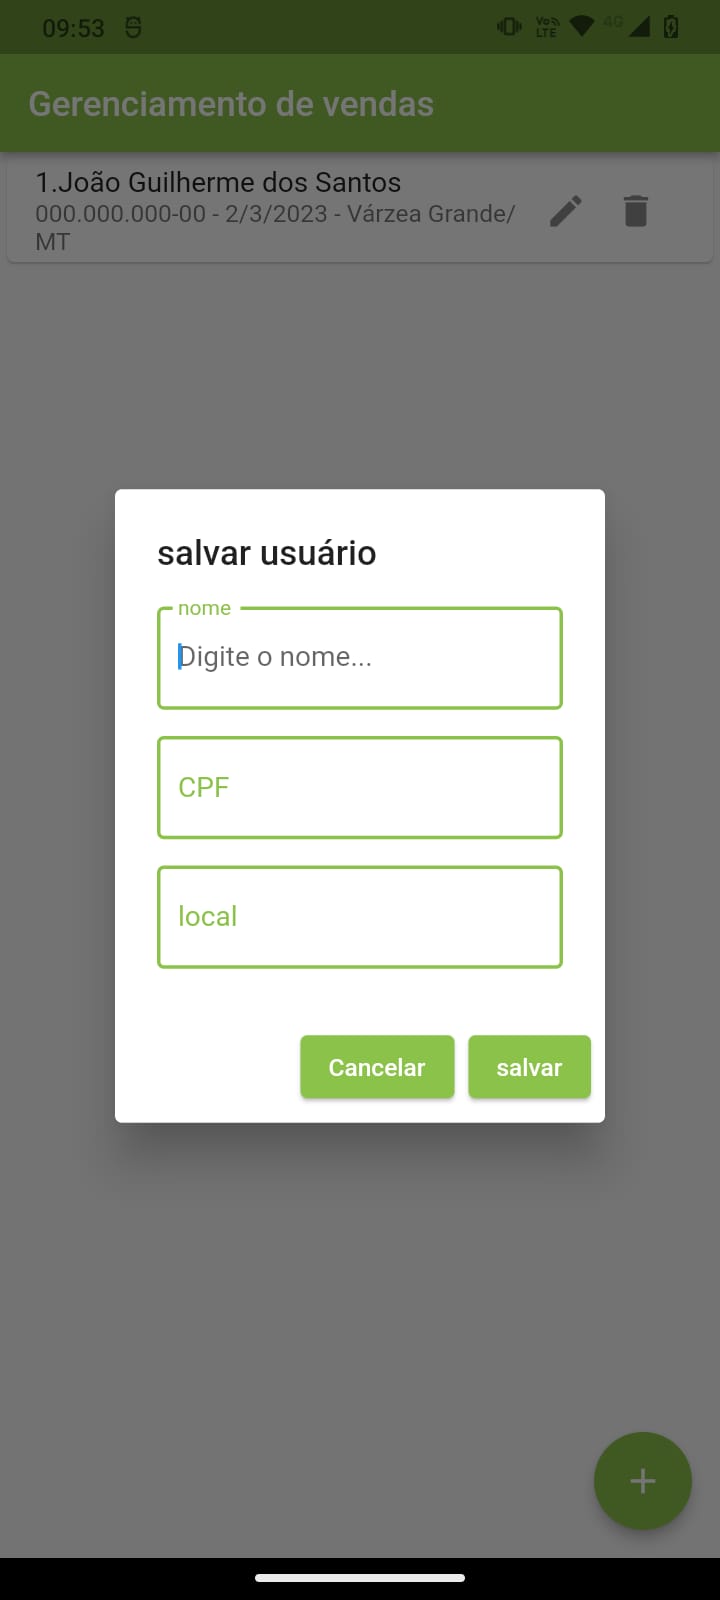 09:53
Vo LTE 4G
Gerenciamento de vendas
1.João Guilherme dos Santos
000.000.000-00 - 2/3/2023 - Várzea Grande/
MT
salvar usuário
nome
Digite o nome...
CPF
local
Cancelar salvar
+